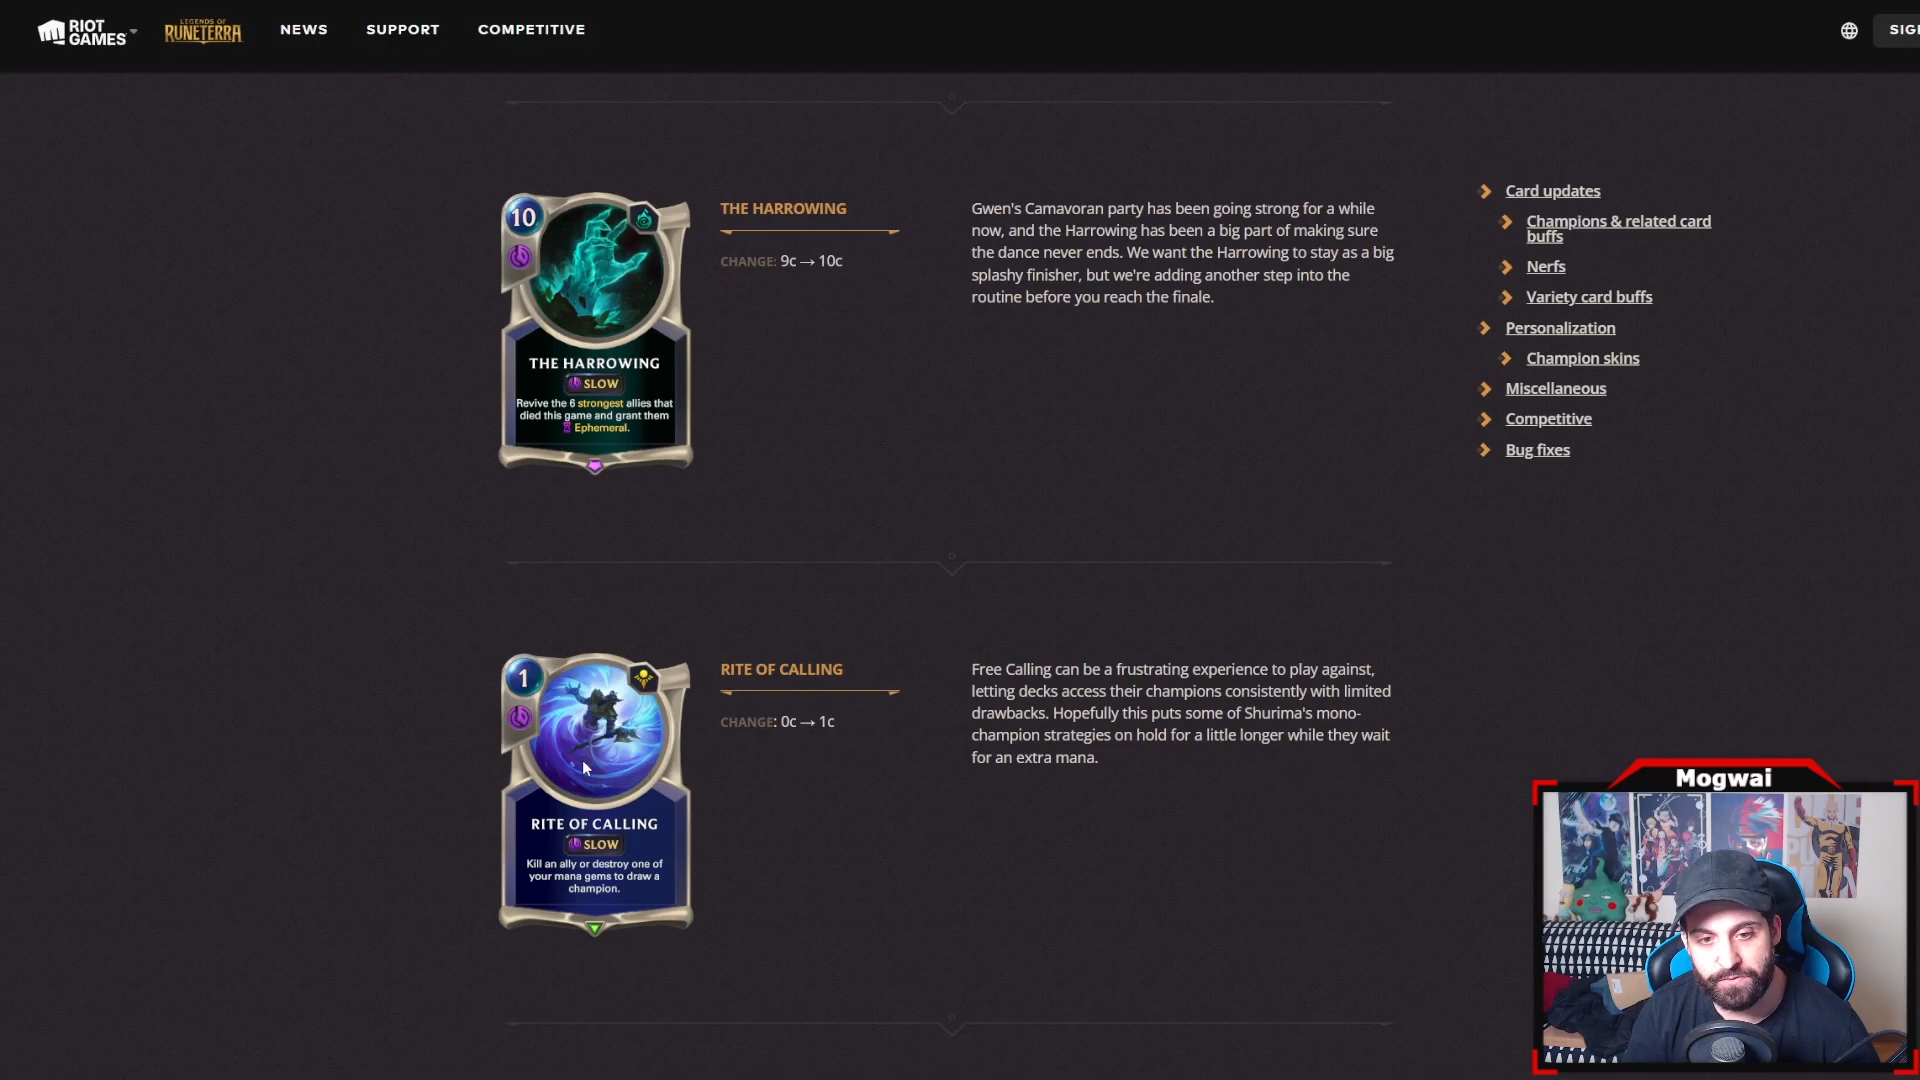 RIOT GAMES
LEGENDS OF RUNETERRA
NEWS
SUPPORT
COMPETITIVE
10
THE HARROWING
SLOW
Revive the 6 strongest allies that
died this game and grant them
Ephemeral.
THE HARROWING
CHANGE: 9c → 10c
Gwen's Camavoran party has been going strong for a while
now, and the Harrowing has been a big part of making sure
the dance never ends. We want the Harrowing to stay as a big
splashy finisher, but we're adding another step into the
routine before you reach the finale.
Card updates
Champions & related card
buffs
Nerfs
Variety card buffs
Personalization
Champion skins
Miscellaneous
Competitive
Bug fixes
1
RITE OF CALLING
SLOW
Kill an ally or destroy one of
your mana gems to draw a
champion.
RITE OF CALLING
CHANGE: 0c → 1c
Free Calling can be a frustrating experience to play against,
letting decks access their champions consistently with limited
drawbacks. Hopefully this puts some of Shurima's mono-
champion strategies on hold for a little longer while they wait
for an extra mana.
Mogwai